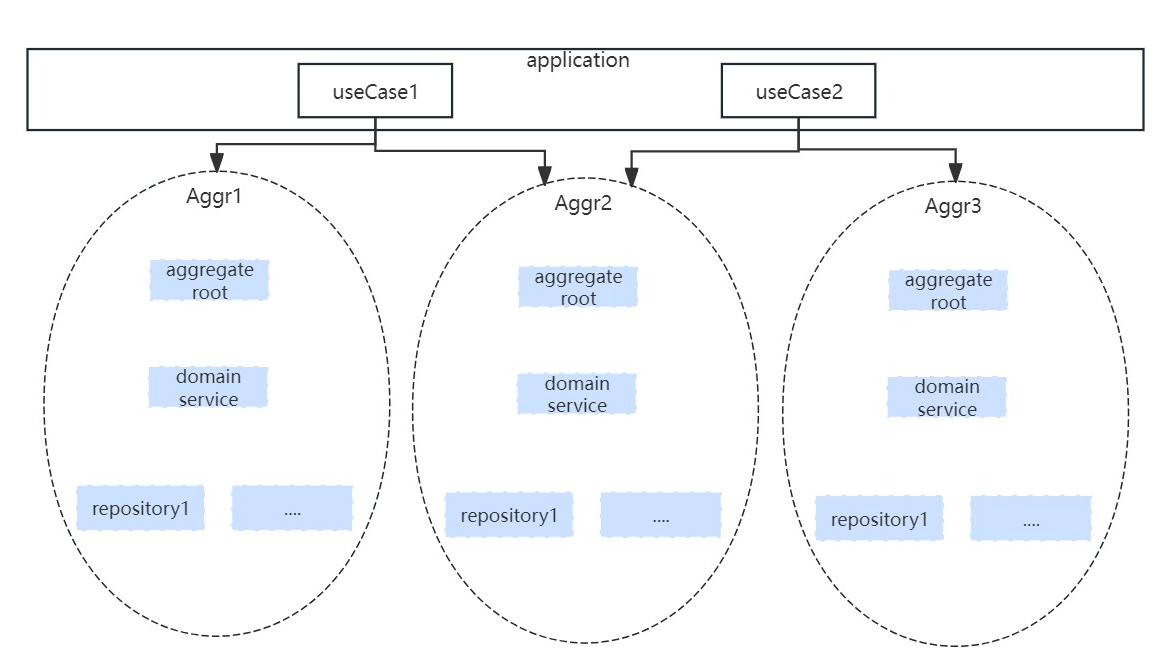 application
useCase1
useCase2
Aggr1
aggregate
root
domain
service
repository1
....
Aggr2
aggregate
root
domain
service
repository1
....
Aggr3
aggregate
root
domain
service
repository1
....